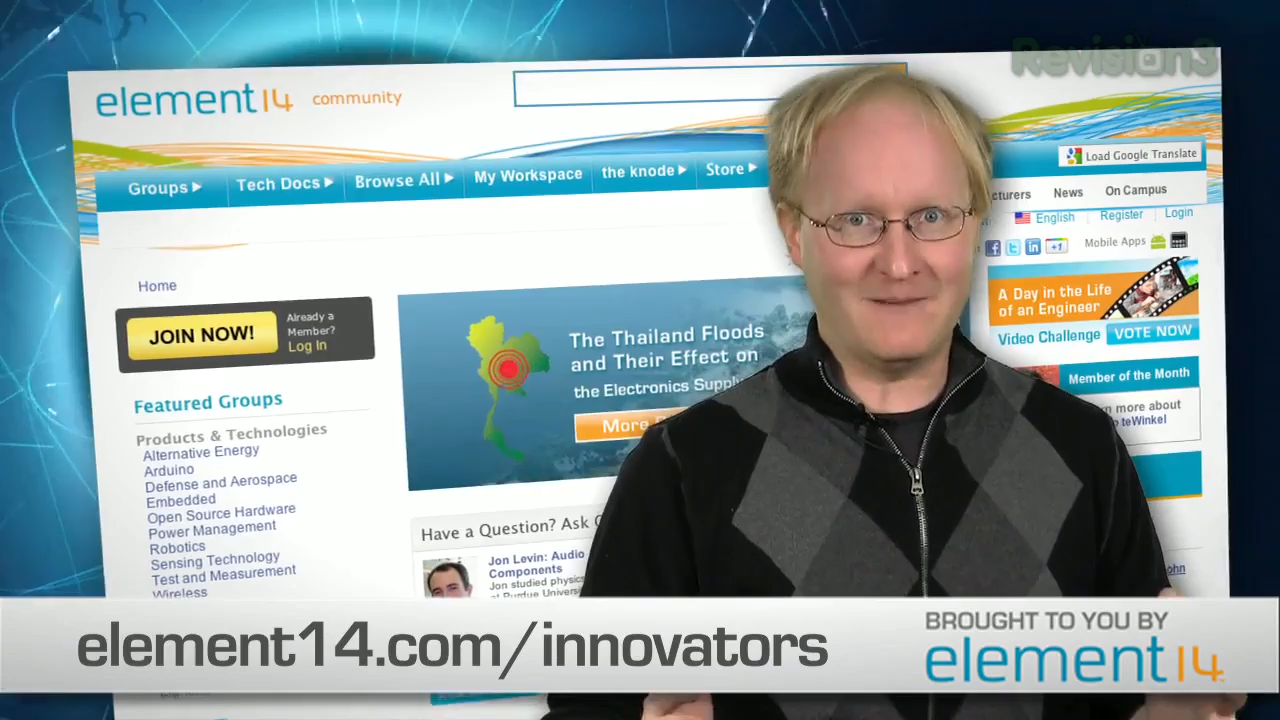 Revision3
element14 community
Load Google Translate
Groups
Tech Docs
Browse All
My Workspace
the knode
Store
News
On Campus
English
Register
Login
Mobile Apps
Home
JOIN NOW!
Already a
Member?
Log In
The Thailand Floods
and Their Effect on
the Electronics
More
A Day in the Life
of an Engineer
Video Challenge
VOTE NOW
Member of the Month
more about
teWinkel
Featured Groups
Products & Technologies
Alternative Energy
Arduino
Defense and Aerospace
Embedded
Open Source Hardware
Power Management
Robotics
Sensing Technology
Test and Measurement
Wireless
Have a Question? Ask
Jon Levin: Audio
Components
Jon studied
at Purdue
element14.com/innovators
BROUGHT TO YOU BY
element14